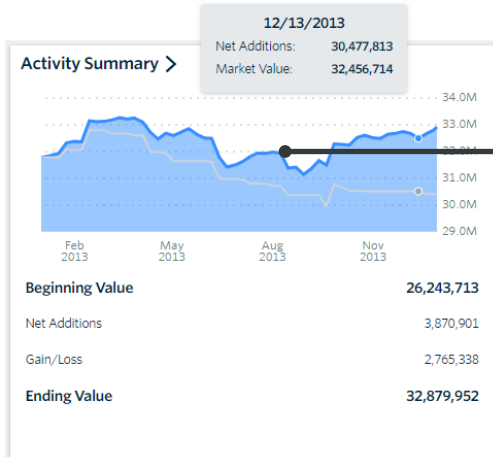 12/13/2013
Net Additions: 30,477,813
Market Value: 32,456,714
Activity Summary
34.0M
33.0M
32.0M
31.0M
30.0M
29.0M
Feb 2013
May 2013
Aug 2013
Nov 2013
Beginning Value 26,243,713
Net Additions 3,870,901
Gain/Loss 2,765,338
Ending Value 32,879,952